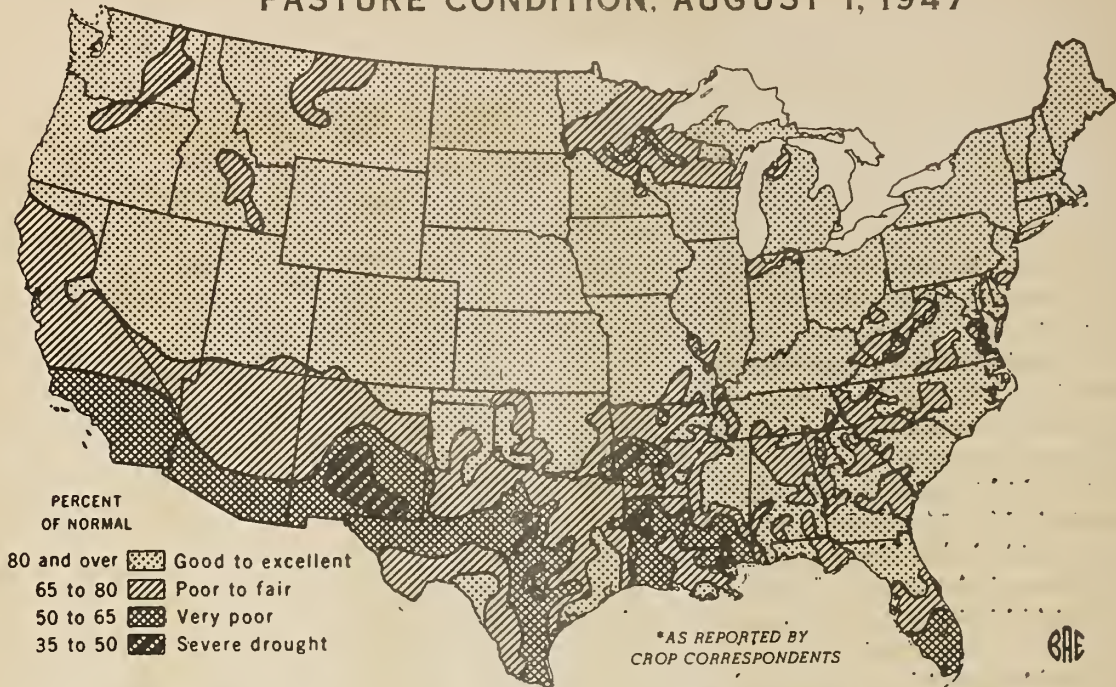 PASTURE CONDITION, AUGUST 1, 1947
PERCENT
OF NORMAL
80 and over Good to excellent
65 to 80 Poor to fair
50 to 65 Very poor
35 to 50 Severe drought
*AS REPORTED BY
CROP CORRESPONDENTS
BAE